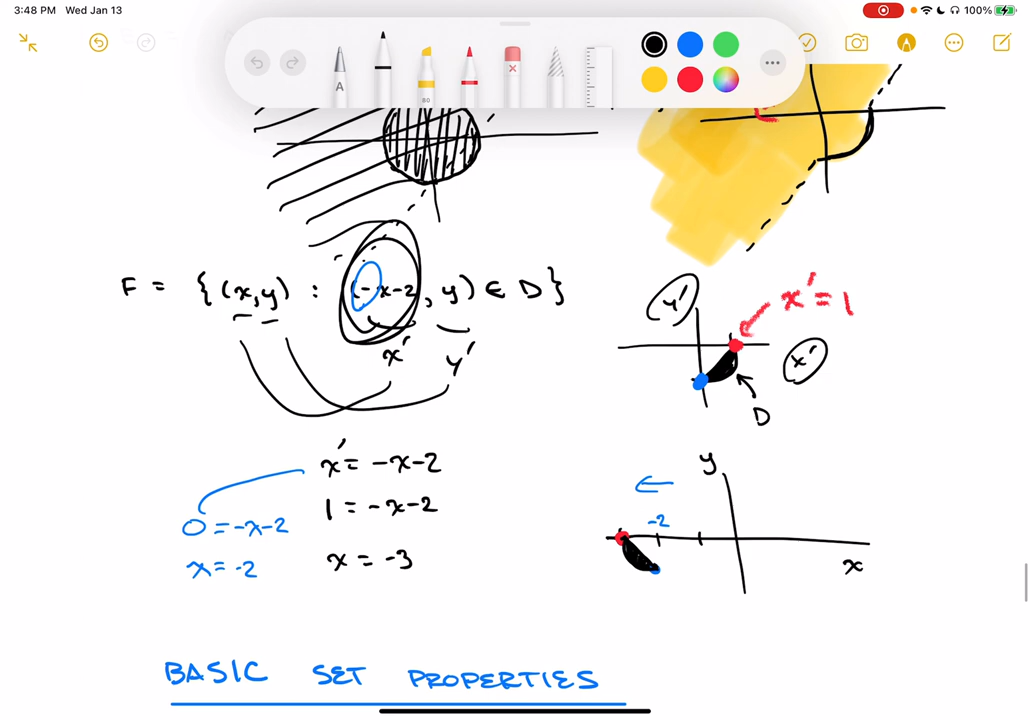 3:48 PM Wed Jan 13
100%
A
80
F = {(x,y) : (-x-2, y) ∈ D}
x' y'
y'
x' = 1
x'
D
x' = -x-2
1 = -x-2
x = -3
0 = -x-2
x = -2
y
-2
x
BASIC SET PROPERTIES